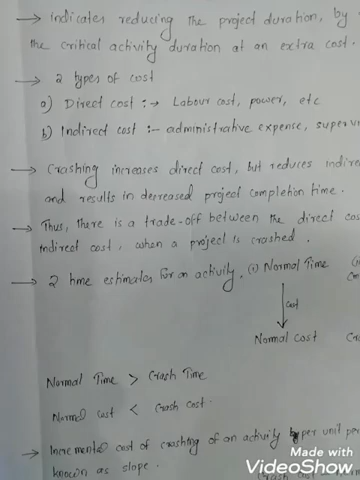 → indicates reducing the project duration, by
the critical activity duration at an extra cost.
→ 2 types of cost
a) Direct cost :→ Labour cost, power, etc
b) Indirect cost :- administrative expense,
→ Crashing increases direct cost, but reduces
and results in decreased project completion time.
→ Thus, there is a trade-off between the direct
indirect cost, when a project is crashed.
→ 2 time estimates for an activity. (i) Normal Time
cost
Normal Cost
Normal Time > Crash Time
Normal cost < Crash cost.
→ Incremental cost of crashing of an activity per unit
known as slope.
Crash cost -
Made with
VideoShow